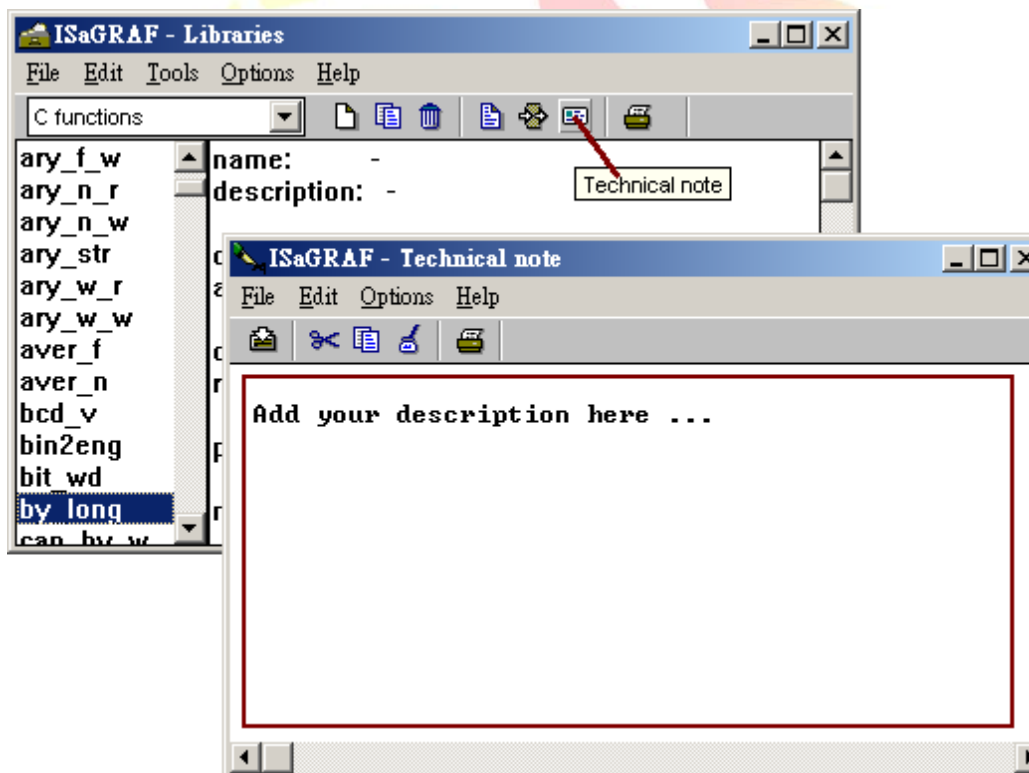 ISaGRAF - Libraries
File Edit Tools Options Help
C functions
ary_f_w
ary_n_r
ary_n_w
ary_str
ary_w_r
ary_w_w
aver_f
aver_n
bcd_v
bin2eng
bit_wd
by_long
can_by_w
name: -
description: -
Technical note
ISaGRAF - Technical note
File Edit Options Help
Add your description here ...